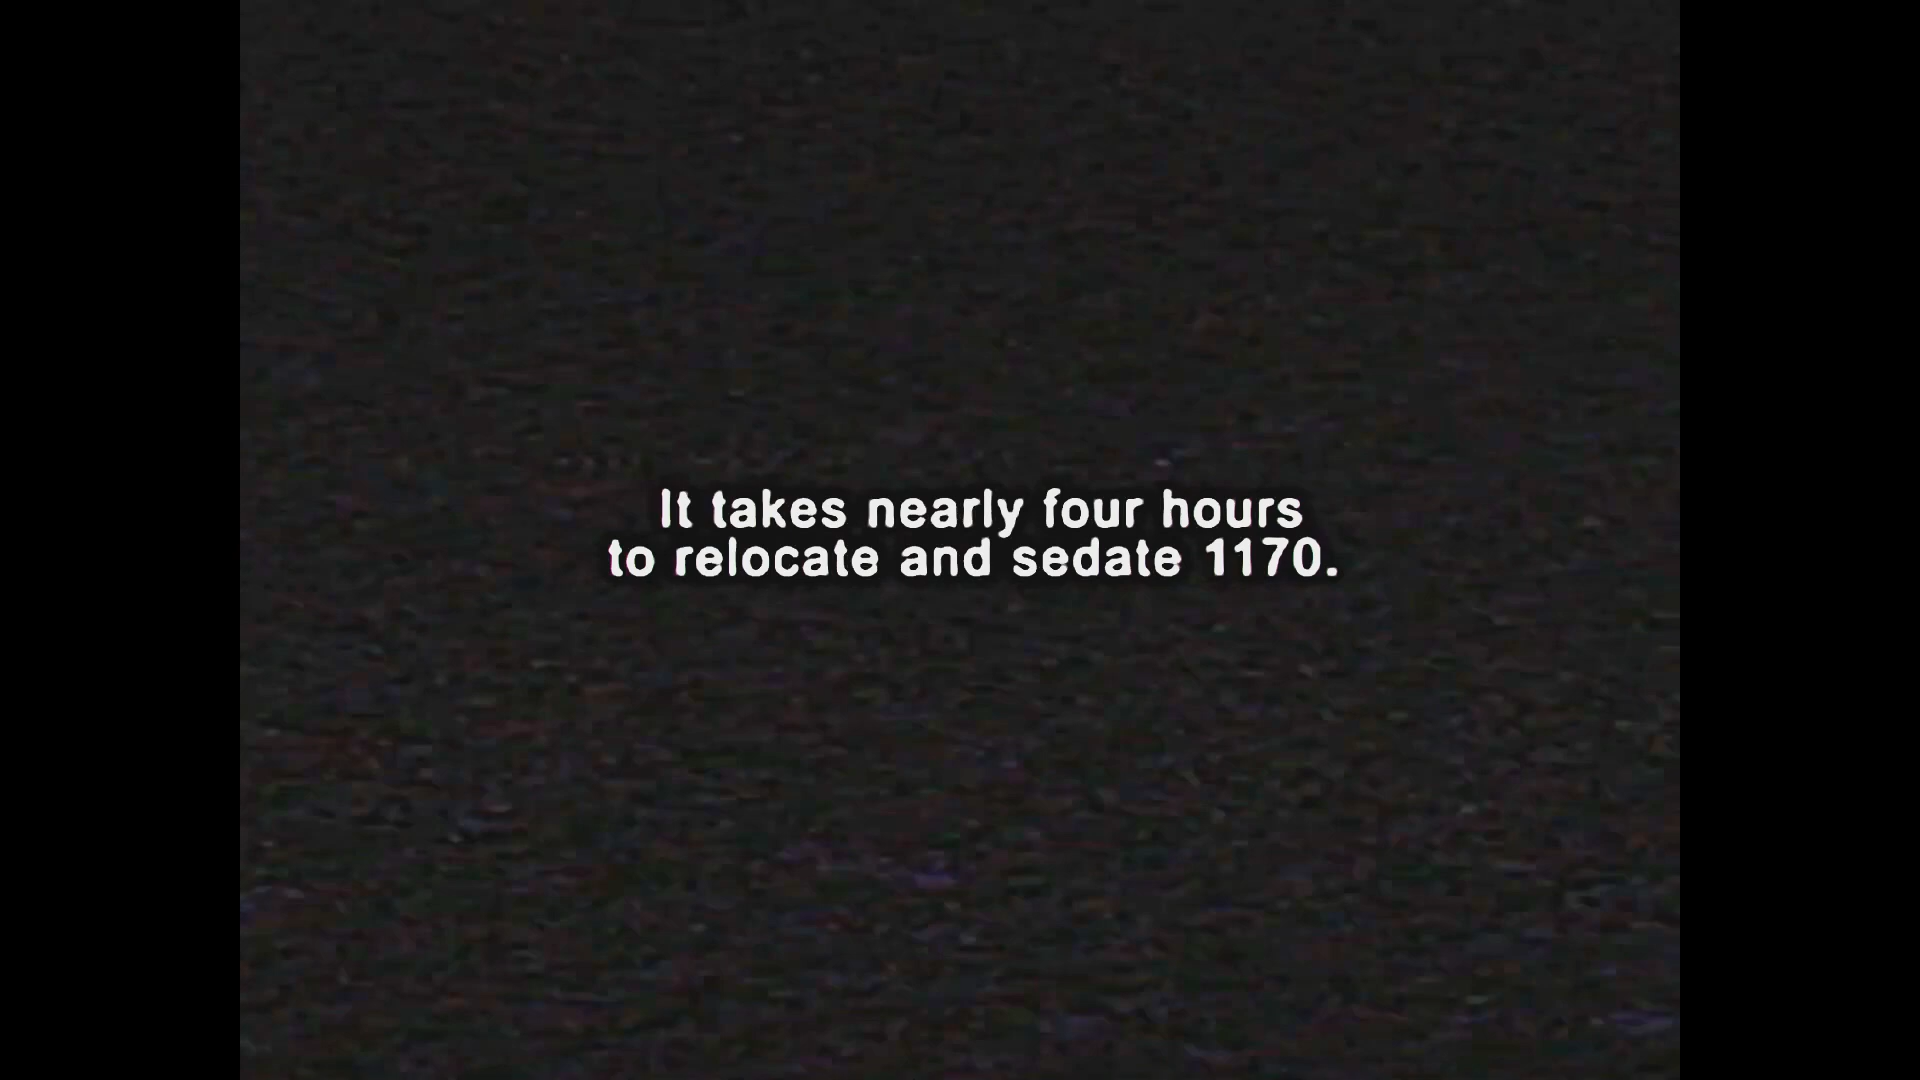 It takes nearly four hours
to relocate and sedate 1170.